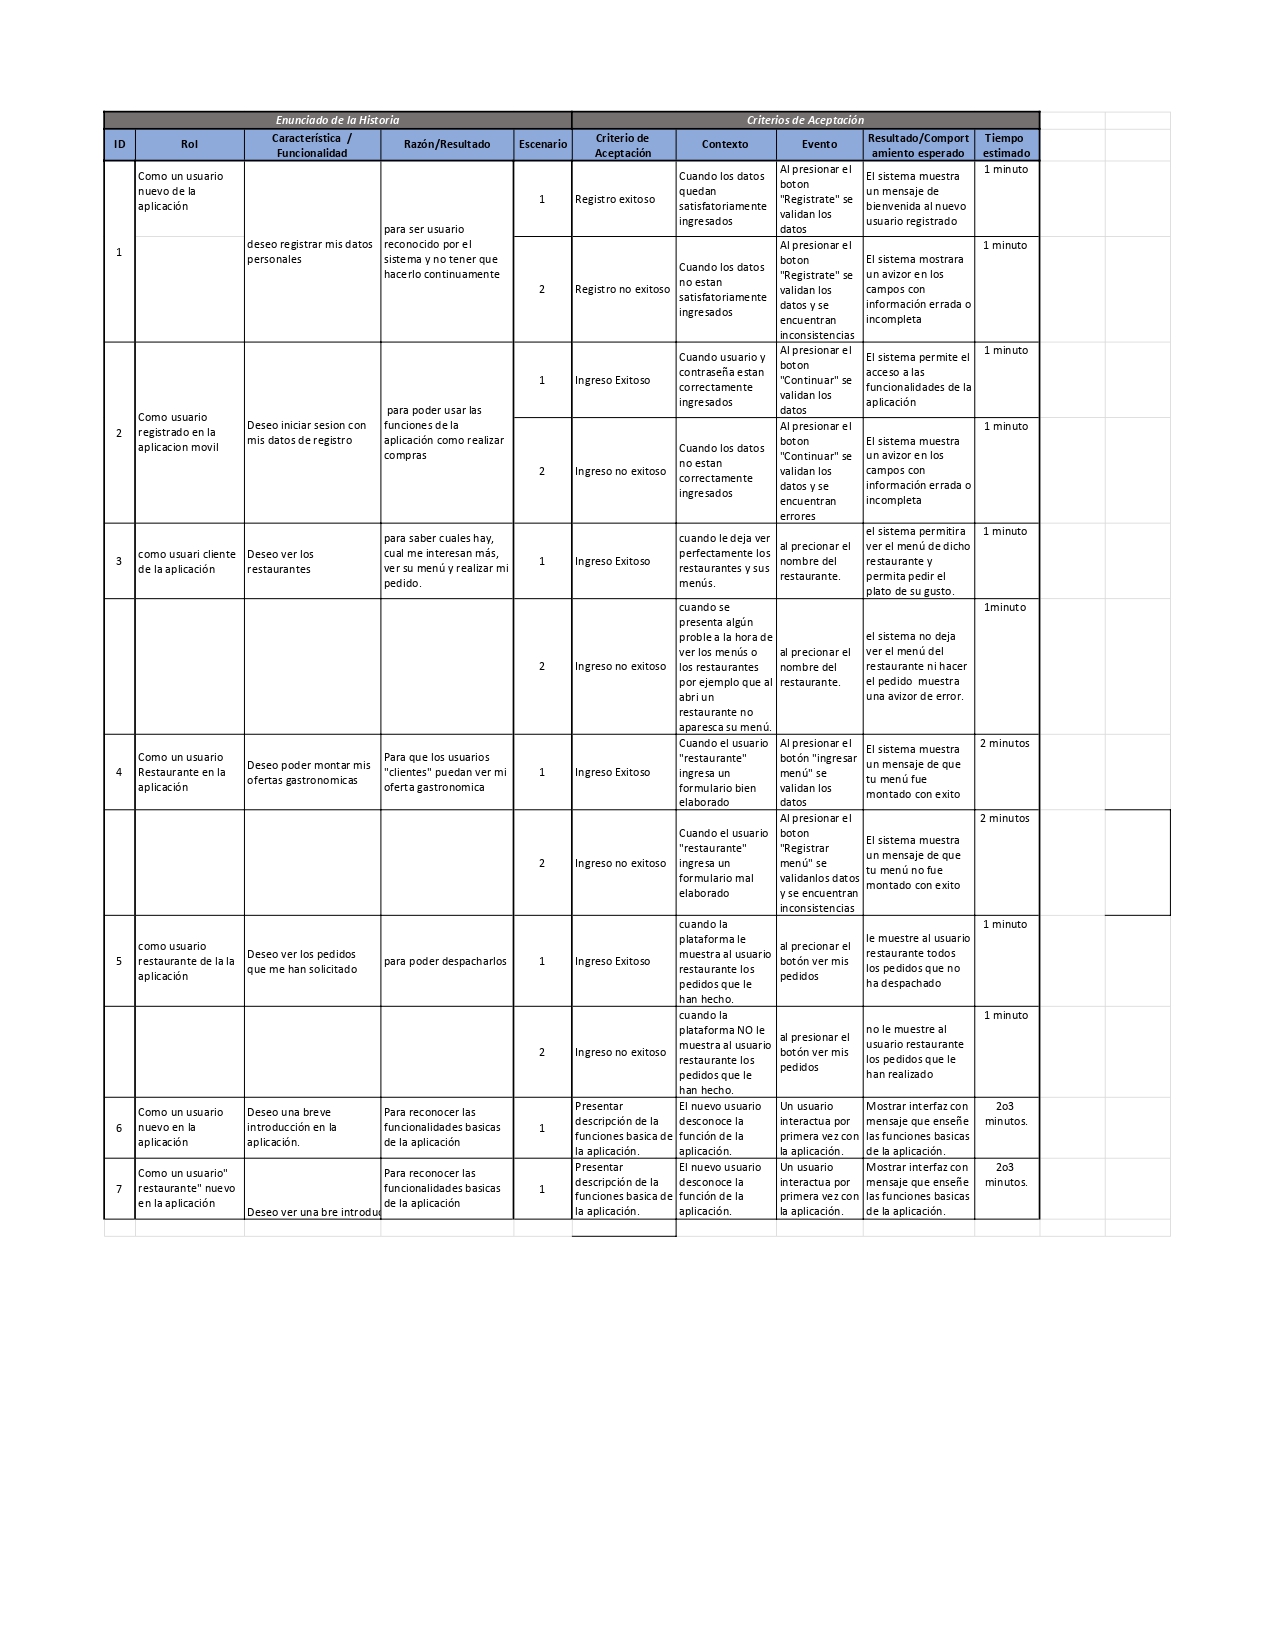 Enunciado de la Historia
Criterios de Aceptación
ID
Rol
Característica /
Funcionalidad
Razón/Resultado
Escenario
Criterio de
Aceptación
Contexto
Evento
Resultado/Comport
amiento esperado
Tiempo
estimado
1
Como un usuario
nuevo de la
aplicación
deseo registrar mis datos
personales
para ser usuario
reconocido por el
sistema y no tener que
hacerlo continuamente
1
Registro exitoso
Cuando los datos
quedan
satisfatoriamente
ingresados
Al presionar el
boton
"Registrate" se
validan los
datos
El sistema muestra
un mensaje de
bienvenida al nuevo
usuario registrado
1 minuto
2
Registro no exitoso
Cuando los datos
no estan
satisfatoriamente
ingresados
Al presionar el
boton
"Registrate" se
validan los
datos y se
encuentran
inconsistencias
El sistema mostrara
un avizor en los
campos con
información errada o
incompleta
1 minuto
2
Como usuario
registrado en la
aplicacion movil
Deseo iniciar sesion con
mis datos de registro
para poder usar las
funciones de la
aplicación como realizar
compras
1
Ingreso Exitoso
Cuando usuario y
contraseña estan
correctamente
ingresados
Al presionar el
boton
"Continuar" se
validan los
datos
El sistema permite el
acceso a las
funcionalidades de la
aplicación
1 minuto
2
Ingreso no exitoso
Cuando los datos
no estan
correctamente
ingresados
Al presionar el
boton
"Continuar" se
validan los
datos y se
encuentran
errores
El sistema muestra
un avizor en los
campos con
información errada o
incompleta
1 minuto
3
como usuari cliente
de la aplicación
Deseo ver los
restaurantes
para saber cuales hay,
cual me interesan más,
ver su menú y realizar mi
pedido.
1
Ingreso Exitoso
cuando le deja ver
perfectamente los
restaurantes y sus
menús.
al precionar el
nombre del
restaurante.
el sistema permitira
ver el menú de dicho
restaurante y
permita pedir el
plato de su gusto.
1 minuto
2
Ingreso no exitoso
cuando se
presenta algún
proble a la hora de
ver los menús o
los restaurantes
por ejemplo que al
abri un
restaurante no
aparesca su menú.
al precionar el
nombre del
restaurante.
el sistema no deja
ver el menú del
restaurante ni hacer
el pedido  muestra
una avizor de error.
1minuto
4
Como un usuario
Restaurante en la
aplicación
Deseo poder montar mis
ofertas gastronomicas
Para que los usuarios
"clientes" puedan ver mi
oferta gastronomica
1
Ingreso Exitoso
Cuando el usuario
"restaurante"
ingresa un
formulario bien
elaborado
Al presionar el
botón "ingresar
menú" se
validan los
datos
El sistema muestra
un mensaje de que
tu menú fue
montado con exito
2 minutos
2
Ingreso no exitoso
Cuando el usuario
"restaurante"
ingresa un
formulario mal
elaborado
Al presionar el
boton
"Registrar
menú" se
validanlos datos
y se encuentran
inconsistencias
El sistema muestra
un mensaje de que
tu menú no fue
montado con exito
2 minutos
5
como usuario
restaurante de la la
aplicación
Deseo ver los pedidos
que me han solicitado
para poder despacharlos
1
Ingreso Exitoso
cuando la
plataforma le
muestra al usuario
restaurante los
pedidos que le
han hecho.
al precionar el
botón ver mis
pedidos
le muestre al usuario
restaurante todos
los pedidos que no
ha despachado
1 minuto
2
Ingreso no exitoso
cuando la
plataforma NO le
muestra al usuario
restaurante los
pedidos que le
han hecho.
al presionar el
botón ver mis
pedidos
no le muestre al
usuario restaurante
los pedidos que le
han realizado
1 minuto
6
Como un usuario
nuevo en la
aplicación
Deseo una breve
introducción en la
aplicación.
Para reconocer las
funcionalidades basicas
de la aplicación
1
Presentar
descripción de la
funciones basica de
la aplicación.
El nuevo usuario
desconoce la
función de la
aplicación.
Un usuario
interactua por
primera vez con
la aplicación.
Mostrar interfaz con
mensaje que enseñe
las funciones basicas
de la aplicación.
2o3
minutos.
7
Como un usuario"
restaurante" nuevo
en la aplicación
Deseo ver una bre introdu
Para reconocer las
funcionalidades basicas
de la aplicación
1
Presentar
descripción de la
funciones basica de
la aplicación.
El nuevo usuario
desconoce la
función de la
aplicación.
Un usuario
interactua por
primera vez con
la aplicación.
Mostrar interfaz con
mensaje que enseñe
las funciones basicas
de la aplicación.
2o3
minutos.